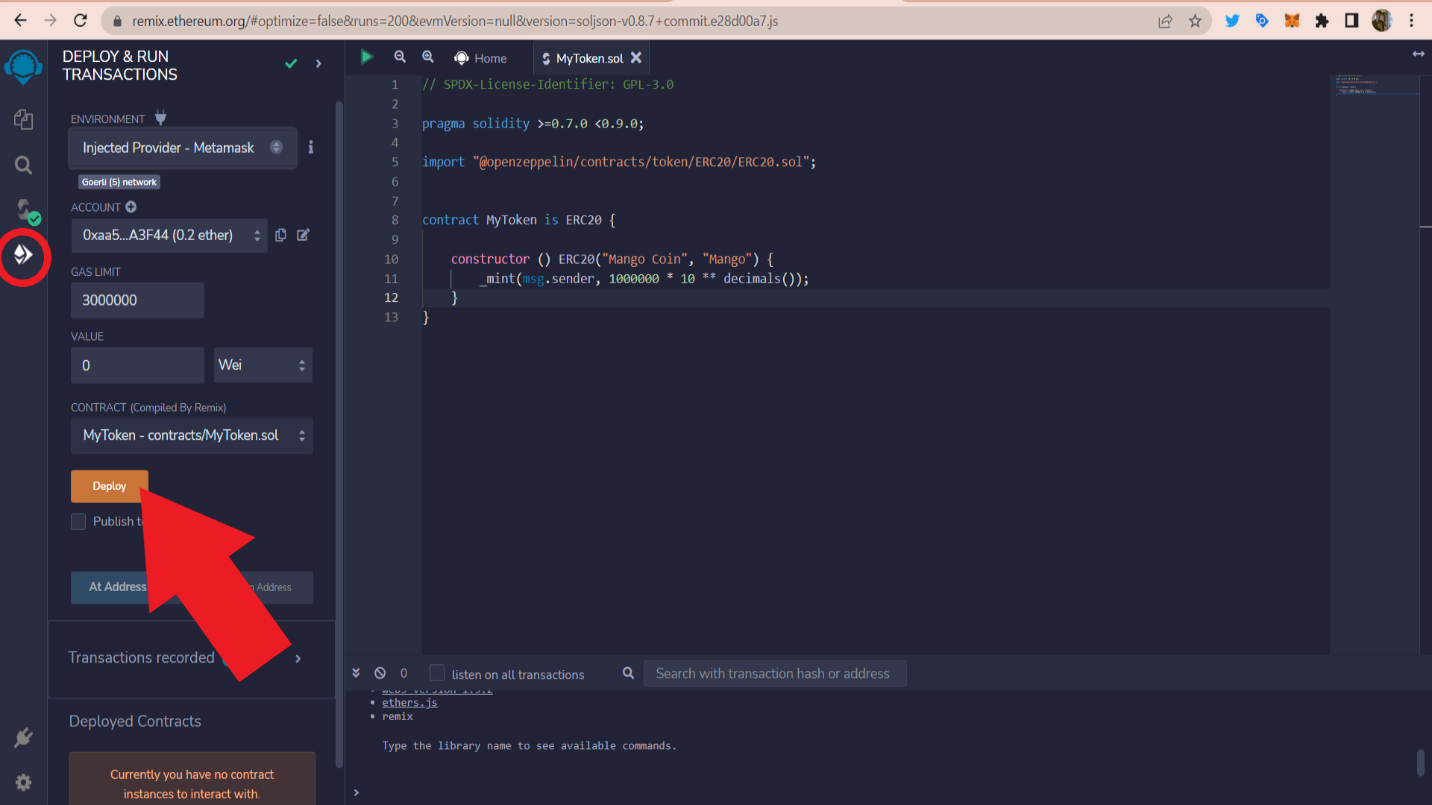 remix.ethereum.org/#optimize=false&runs=200&evmVersion=null&version=soljson-v0.8.7+commit.e28d00a7.js
DEPLOY & RUN
TRANSACTIONS
ENVIRONMENT
Injected Provider - Metamask
Goerli (5) network
ACCOUNT
0xaa5...A3F44 (0.2 ether)
GAS LIMIT
3000000
VALUE
0
Wei
CONTRACT (Compiled By Remix)
MyToken - contracts/MyToken.sol
Deploy
Publish
At Address
Address
Transactions recorded
Deployed Contracts
Currently you have no contract
instances to interact with.
Home
MyToken.sol
1 // SPDX-License-Identifier: GPL-3.0
2
3 pragma solidity >=0.7.0 <0.9.0;
4
5 import "@openzeppelin/contracts/token/ERC20/ERC20.sol";
6
7
8 contract MyToken is ERC20 {
9
10 constructor () ERC20("Mango Coin", "Mango") {
11 _mint(msg.sender, 1000000 * 10 ** decimals());
12 }
13 }
0
listen on all transactions
Search with transaction hash or address
web3 version 1.5.2
ethers.js
remix
Type the library name to see available commands.
>